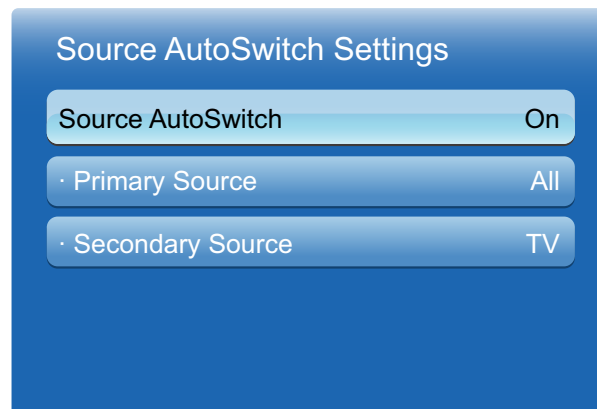 Source AutoSwitch Settings
Source AutoSwitch On
· Primary Source All
· Secondary Source TV